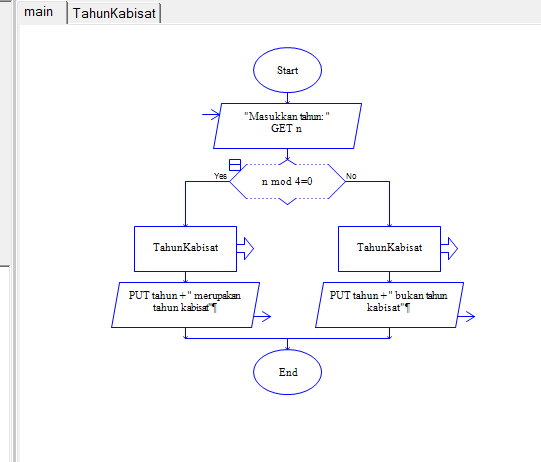 main
TahunKabisat
Start
"Masukkan tahun: "
GET n
Yes
n mod 4=0
No
TahunKabisat
TahunKabisat
PUT tahun + " merupakan
tahun kabisat"¶
PUT tahun + " bukan tahun
kabisat"¶
End